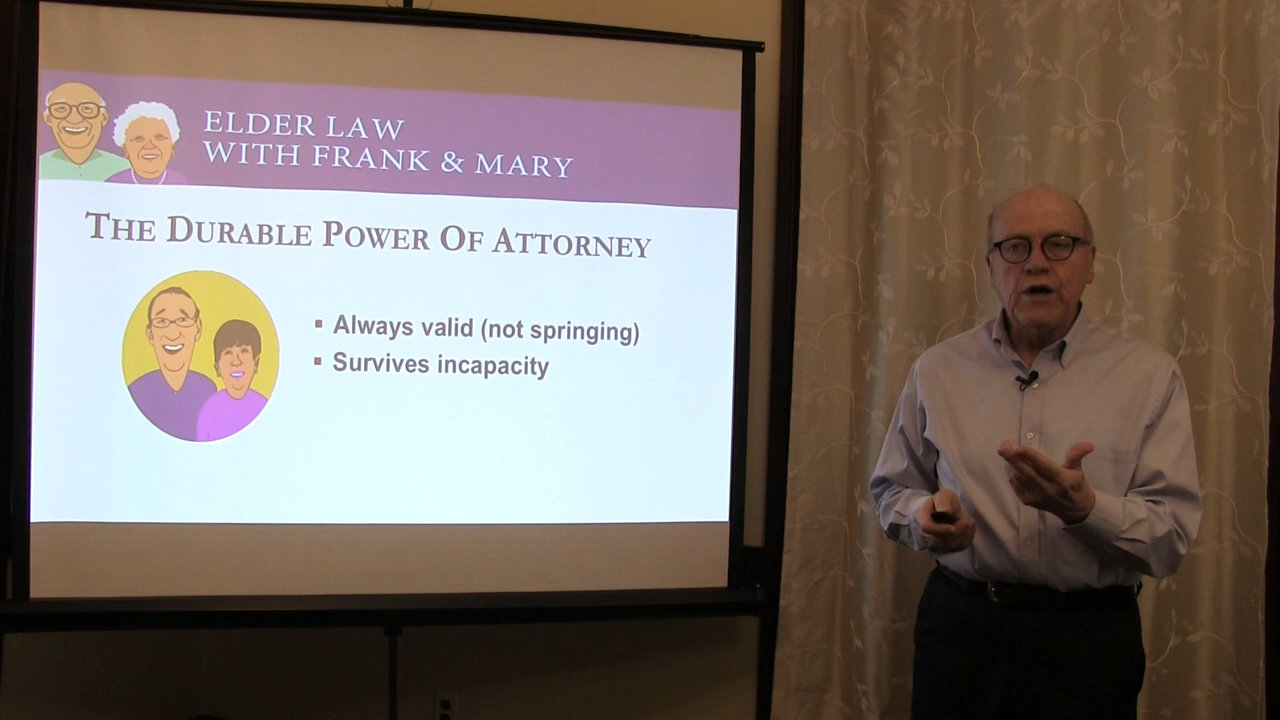 ELDER LAW
WITH FRANK & MARY
THE DURABLE POWER OF ATTORNEY
▪ Always valid (not springing)
▪ Survives incapacity